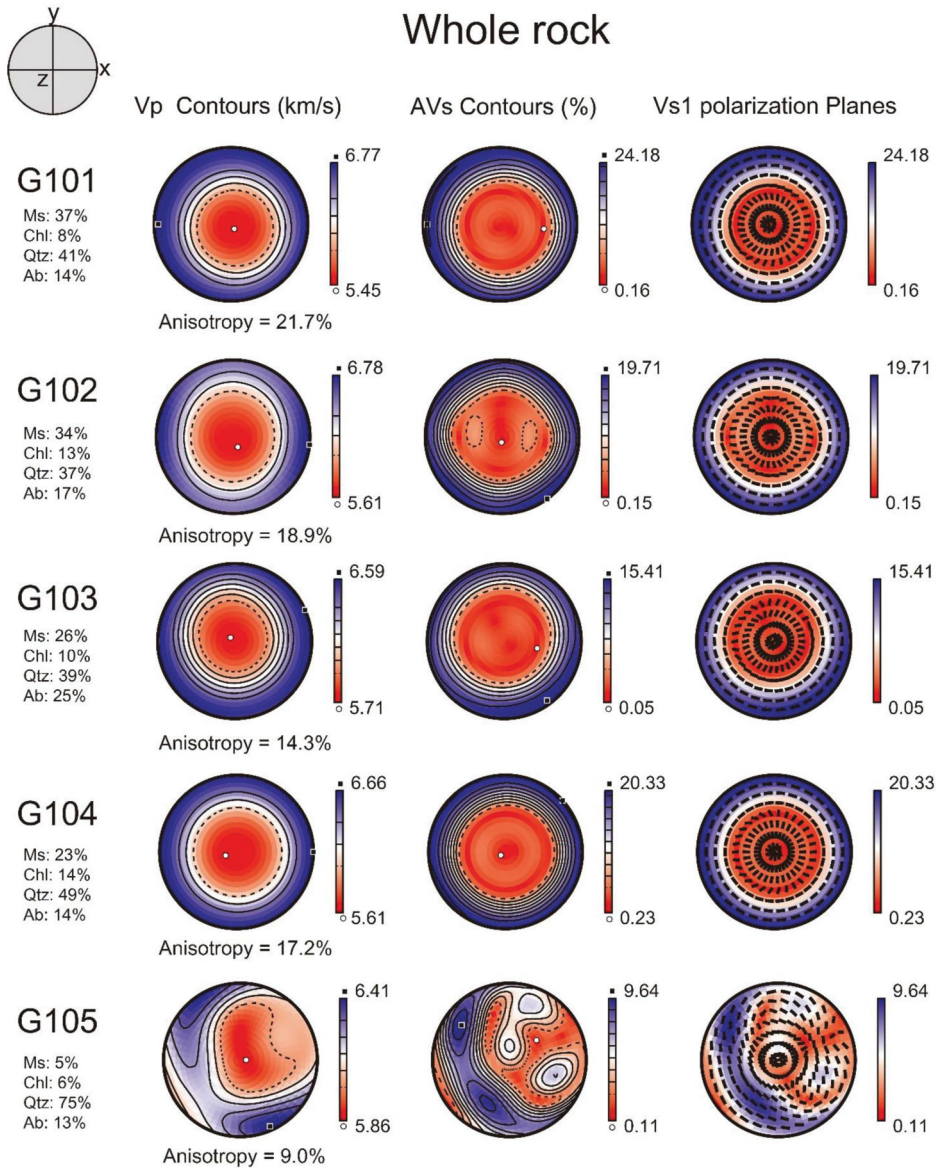 Whole rock
y
x
z
Vp Contours (km/s)
AVs Contours (%)
Vs1 polarization Planes
G101
Ms: 37%
Chl: 8%
Qtz: 41%
Ab: 14%
6.77
5.45
Anisotropy = 21.7%
24.18
0.16
24.18
0.16
G102
Ms: 34%
Chl: 13%
Qtz: 37%
Ab: 17%
6.78
5.61
Anisotropy = 18.9%
19.71
0.15
19.71
0.15
G103
Ms: 26%
Chl: 10%
Qtz: 39%
Ab: 25%
6.59
5.71
Anisotropy = 14.3%
15.41
0.05
15.41
0.05
G104
Ms: 23%
Chl: 14%
Qtz: 49%
Ab: 14%
6.66
5.61
Anisotropy = 17.2%
20.33
0.23
20.33
0.23
G105
Ms: 5%
Chl: 6%
Qtz: 75%
Ab: 13%
6.41
5.86
Anisotropy = 9.0%
9.64
0.11
9.64
0.11